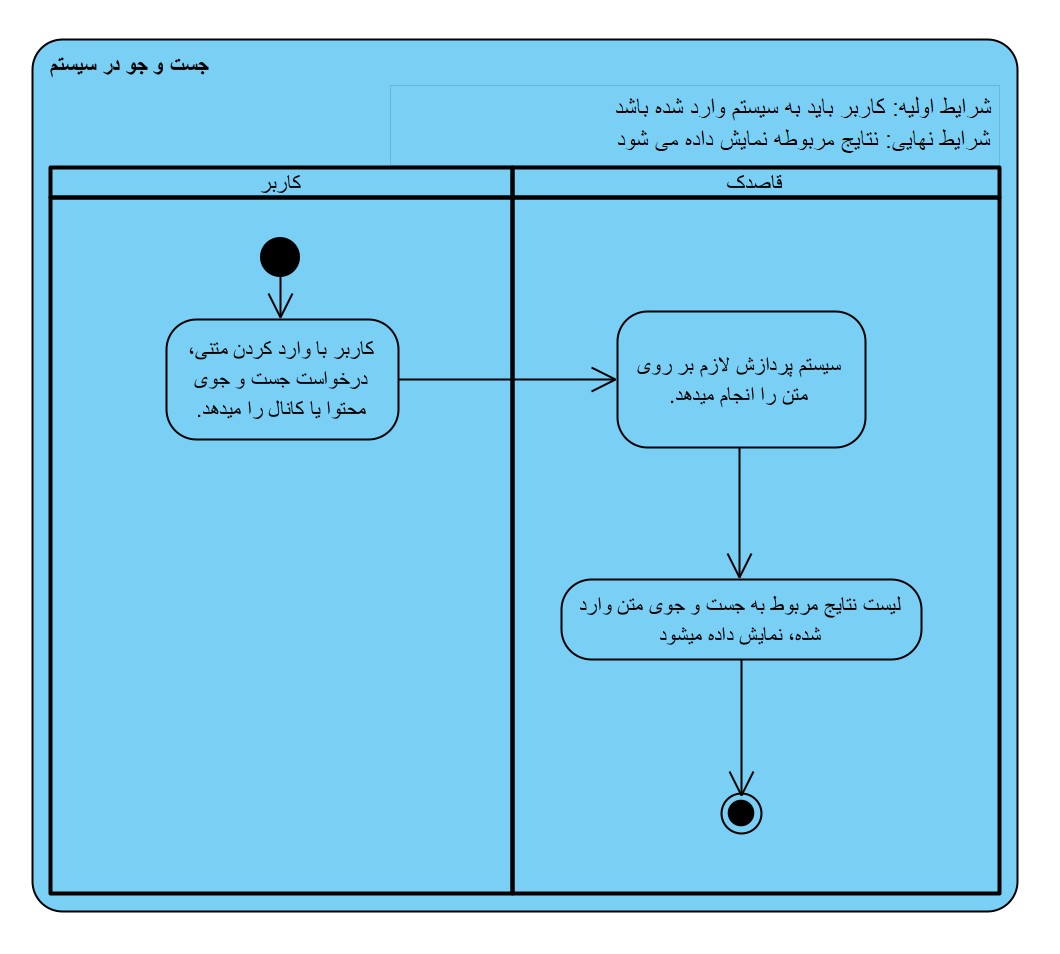 جست و جو در سیستم
شرایط اولیه: کاربر باید به سیستم وارد شده باشد
شرایط نهایی: نتایج مربوطه نمایش داده می شود
کاربر
قاصدک
کاربر با وارد کردن متنی،
درخواست جست و جوی
محتوا یا کانال را میدهد.
سیستم پردازش لازم بر روی
متن را انجام میدهد.
لیست نتایج مربوط به جست و جوی متن وارد
شده، نمایش داده میشود